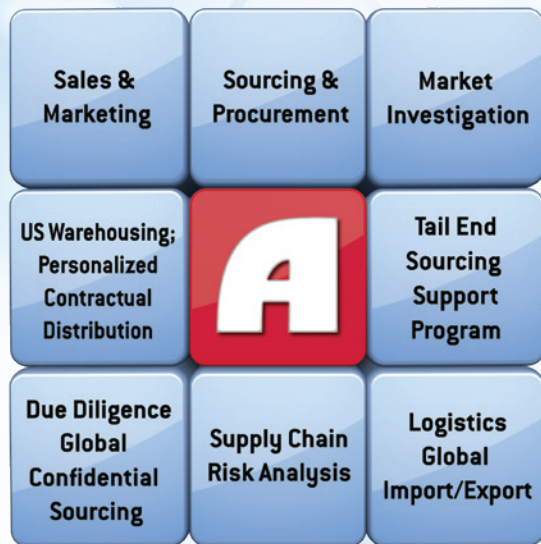 Sales &
Marketing
Sourcing &
Procurement
Market
Investigation
US Warehousing;
Personalized
Contractual
Distribution
A
Tail End
Sourcing
Support
Program
Due Diligence
Global
Confidential
Sourcing
Supply Chain
Risk Analysis
Logistics
Global
Import/Export